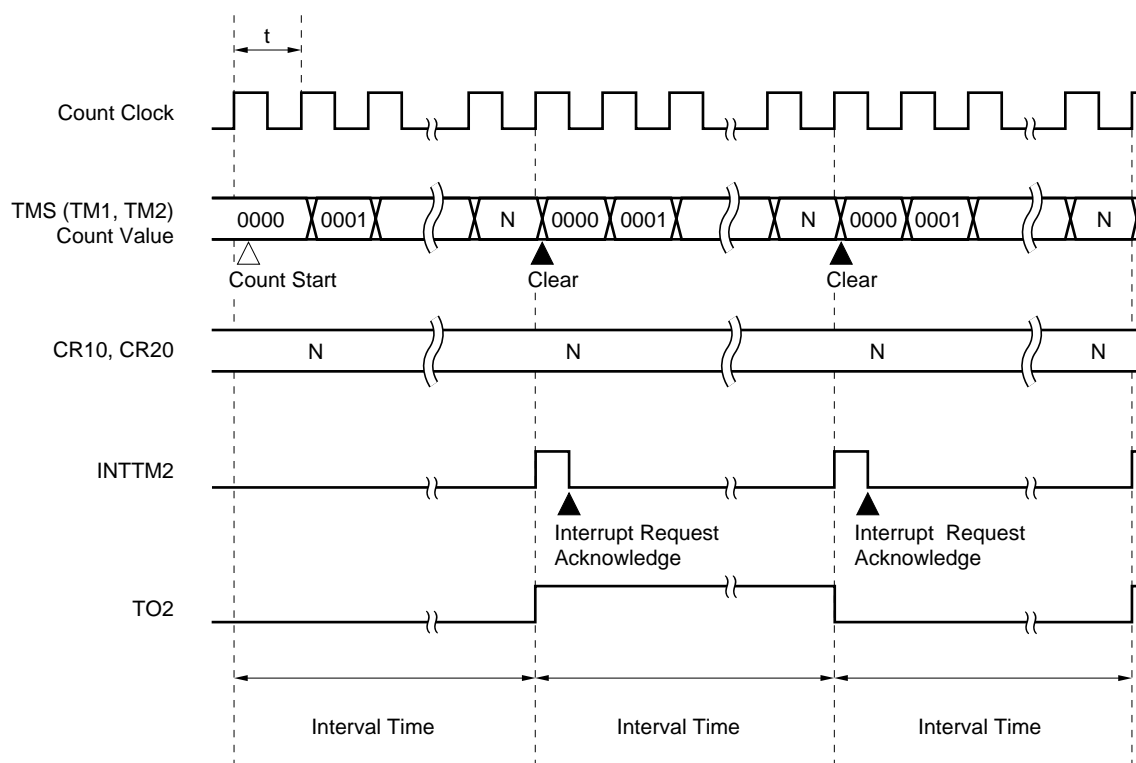 t
Count Clock
TMS (TM1, TM2)
Count Value
0000 0001 N 0000 0001 N 0000 0001 N
Count Start Clear Clear
CR10, CR20 N N N N
INTTM2
Interrupt Request
Acknowledge
Interrupt Request
Acknowledge
TO2
Interval Time Interval Time Interval Time